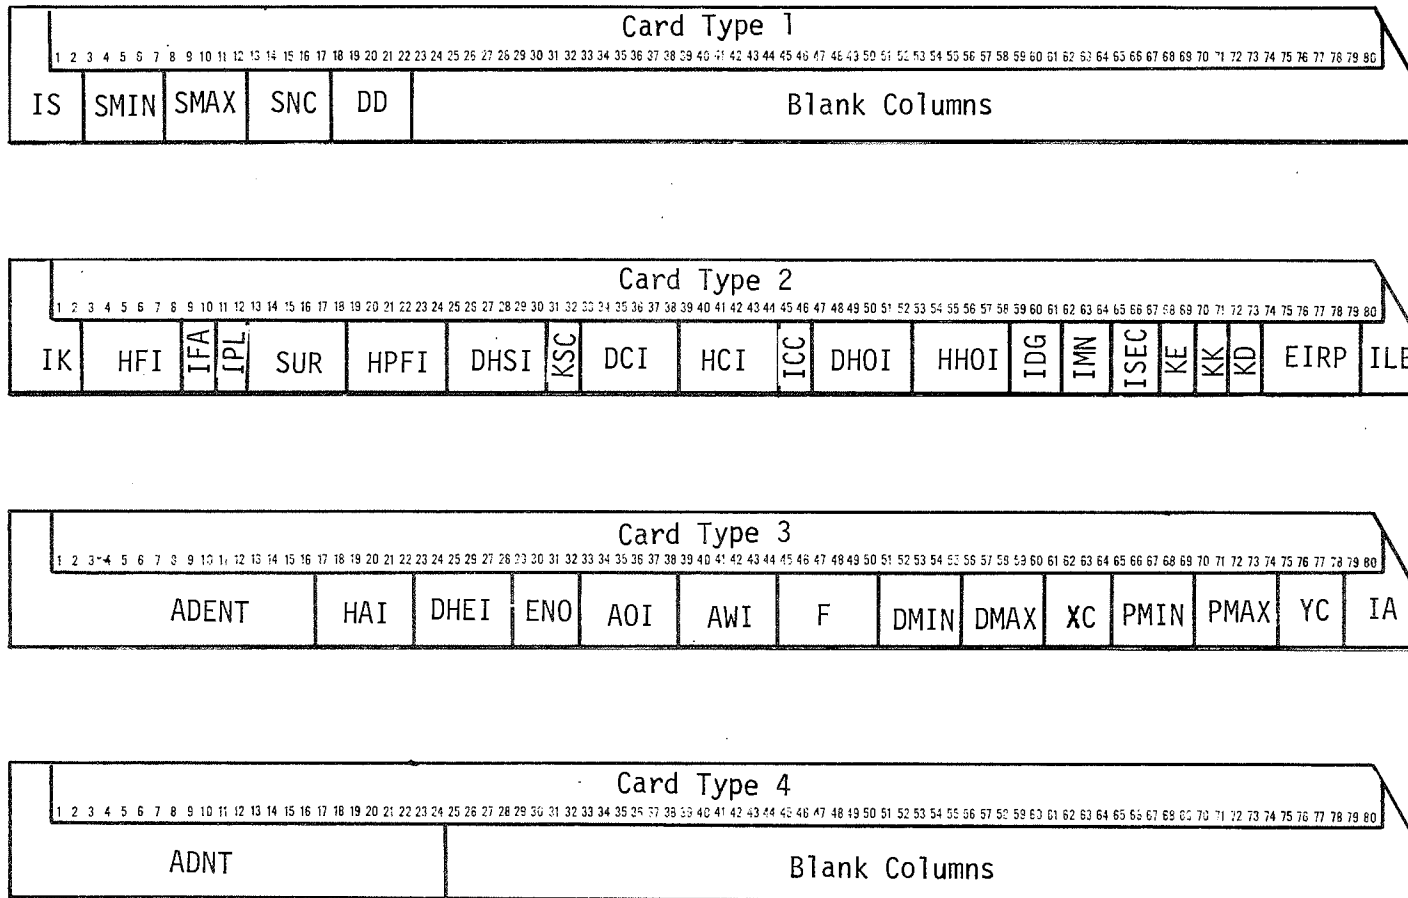 Card Type 1
1 2 3 4 5 6 7 8 9 10 11 12 13 14 15 16 17 18 19 20 21 22 23 24 25 26 27 28 29 30 31 32 33 34 35 36 37 38 39 40 41 42 43 44 45 46 47 48 49 50 51 52 53 54 55 56 57 58 59 60 61 62 63 64 65 66 67 68 69 70 71 72 73 74 75 76 77 78 79 80
IS SMIN SMAX SNC DD Blank Columns
Card Type 2
1 2 3 4 5 6 7 8 9 10 11 12 13 14 15 16 17 18 19 20 21 22 23 24 25 26 27 28 29 30 31 32 33 34 35 36 37 38 39 40 41 42 43 44 45 46 47 48 49 50 51 52 53 54 55 56 57 58 59 60 61 62 63 64 65 66 67 68 69 70 71 72 73 74 75 76 77 78 79 80
IK HFI IFA IPL SUR HPFI DHSI KSC DCI HCI ICC DHOI HHOI IDG IMN ISEC KE KK KD EIRP ILB
Card Type 3
1 2 3 4 5 6 7 8 9 10 11 12 13 14 15 16 17 18 19 20 21 22 23 24 25 26 27 28 29 30 31 32 33 34 35 36 37 38 39 40 41 42 43 44 45 46 47 48 49 50 51 52 53 54 55 56 57 58 59 60 61 62 63 64 65 66 67 68 69 70 71 72 73 74 75 76 77 78 79 80
ADENT HAI DHEI ENO AOI AWI F DMIN DMAX XC PMIN PMAX YC IA
Card Type 4
1 2 3 4 5 6 7 8 9 10 11 12 13 14 15 16 17 18 19 20 21 22 23 24 25 26 27 28 29 30 31 32 33 34 35 36 37 38 39 40 41 42 43 44 45 46 47 48 49 50 51 52 53 54 55 56 57 58 59 60 61 62 63 64 65 66 67 68 69 70 71 72 73 74 75 76 77 78 79 80
ADNT Blank Columns